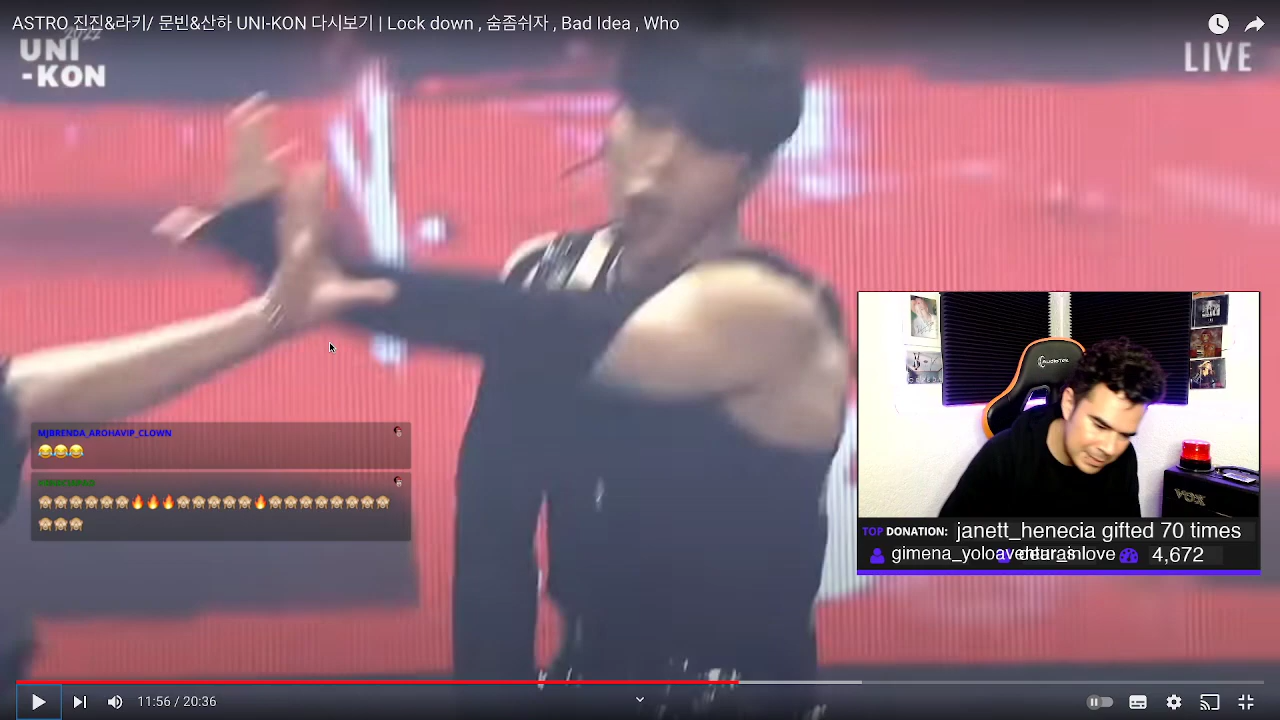 ASTRO 진진&라키/ 문빈&산하 UNI-KON 다시보기 | Lock down , 숨좀쉬자 , Bad Idea , Who
2022
UNI
-KON
LIVE
MJBRENDA_AROHAVIP_CLOWN
😂😂😂
🙈🙈🙈🙈🙈🙈🔥🔥🔥🙈🙈🙈🙈🙈🔥🙈🙈🙈🙈🙈🙈🙈🙈
🙈🙈🙈
VOX
TOP DONATION: janett_henecia gifted 70 times
4,672
11:56 / 20:36